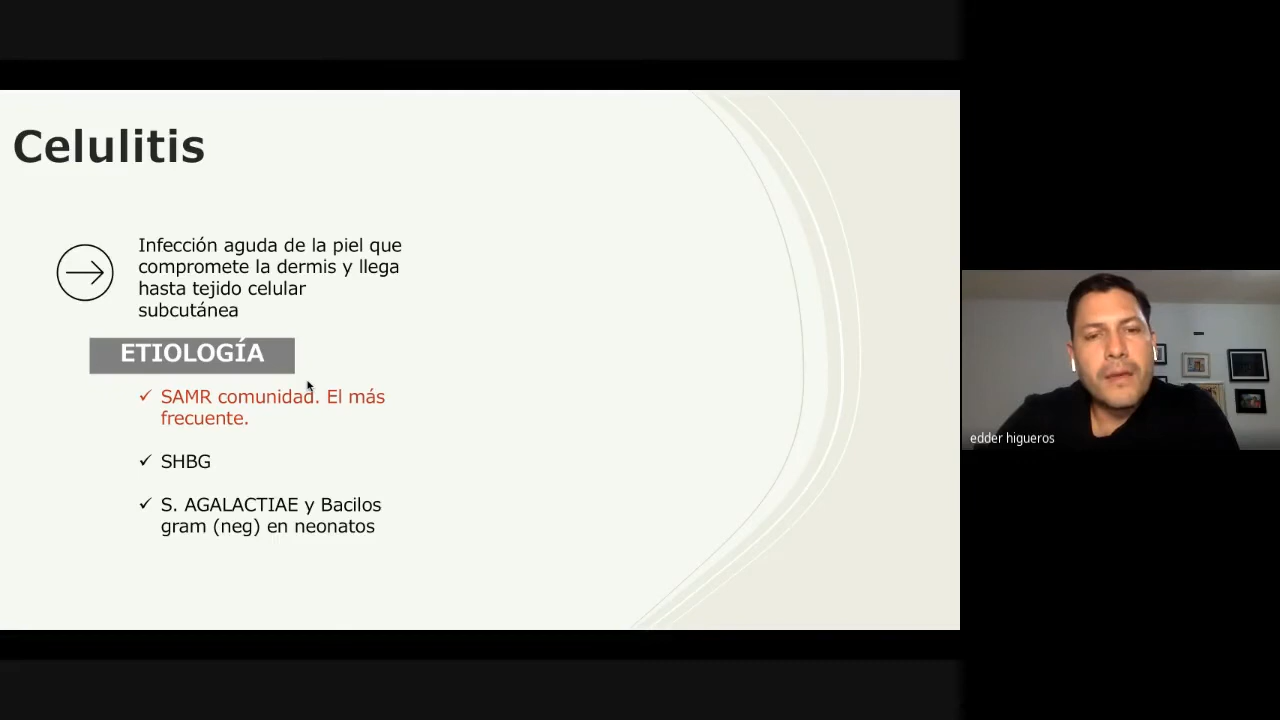 Celulitis
Infección aguda de la piel que
compromete la dermis y llega
hasta tejido celular
subcutánea
ETIOLOGÍA
✓ SAMR comunidad. El más
frecuente.
✓ SHBG
✓ S. AGALACTIAE y Bacilos
gram (neg) en neonatos
edder higueros